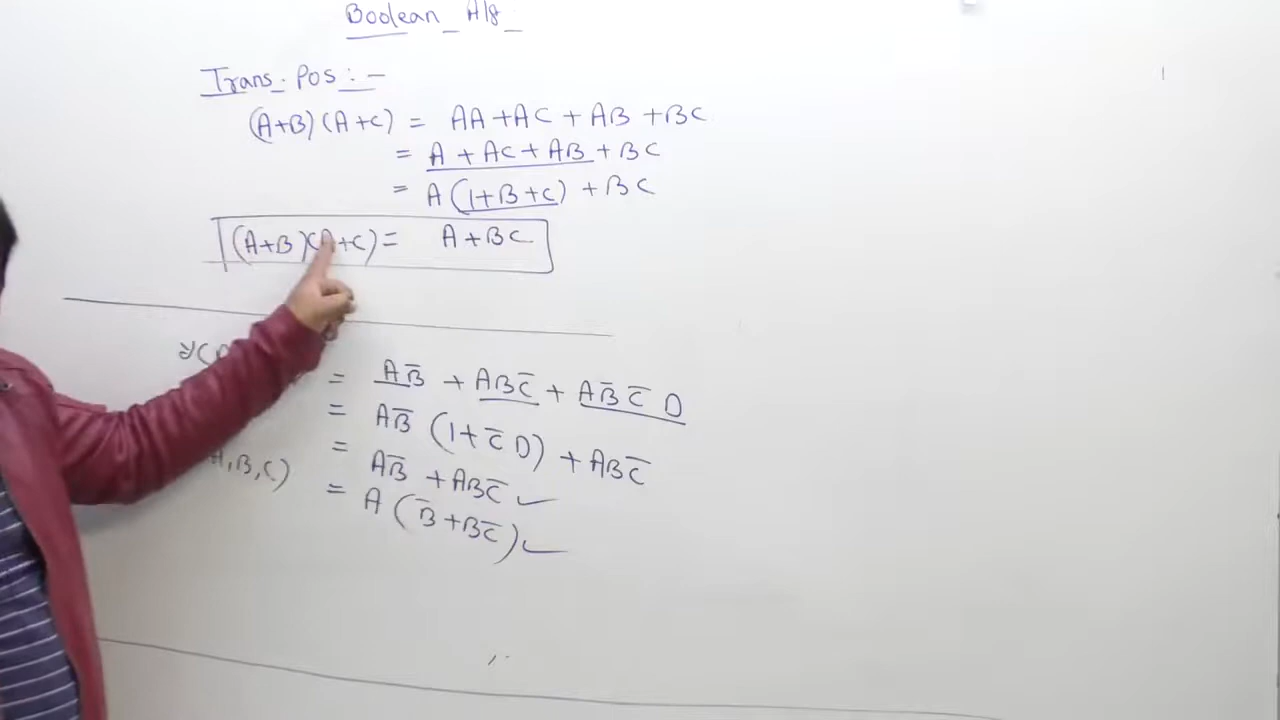 Boolean Alg
Trans. Pos :-
(A+B) (A+C) = AA + AC + AB + BC
= A + AC + AB + BC
= A (1+B+C) + BC
(A+B)(A+C) = A + BC
= AB̅ + ABC̅ + AB̅C̅D
= AB̅ (1+C̅D) + ABC̅
= AB̅ + ABC̅ ✓
A,B,C) = A (B̅+BC̅) ✓